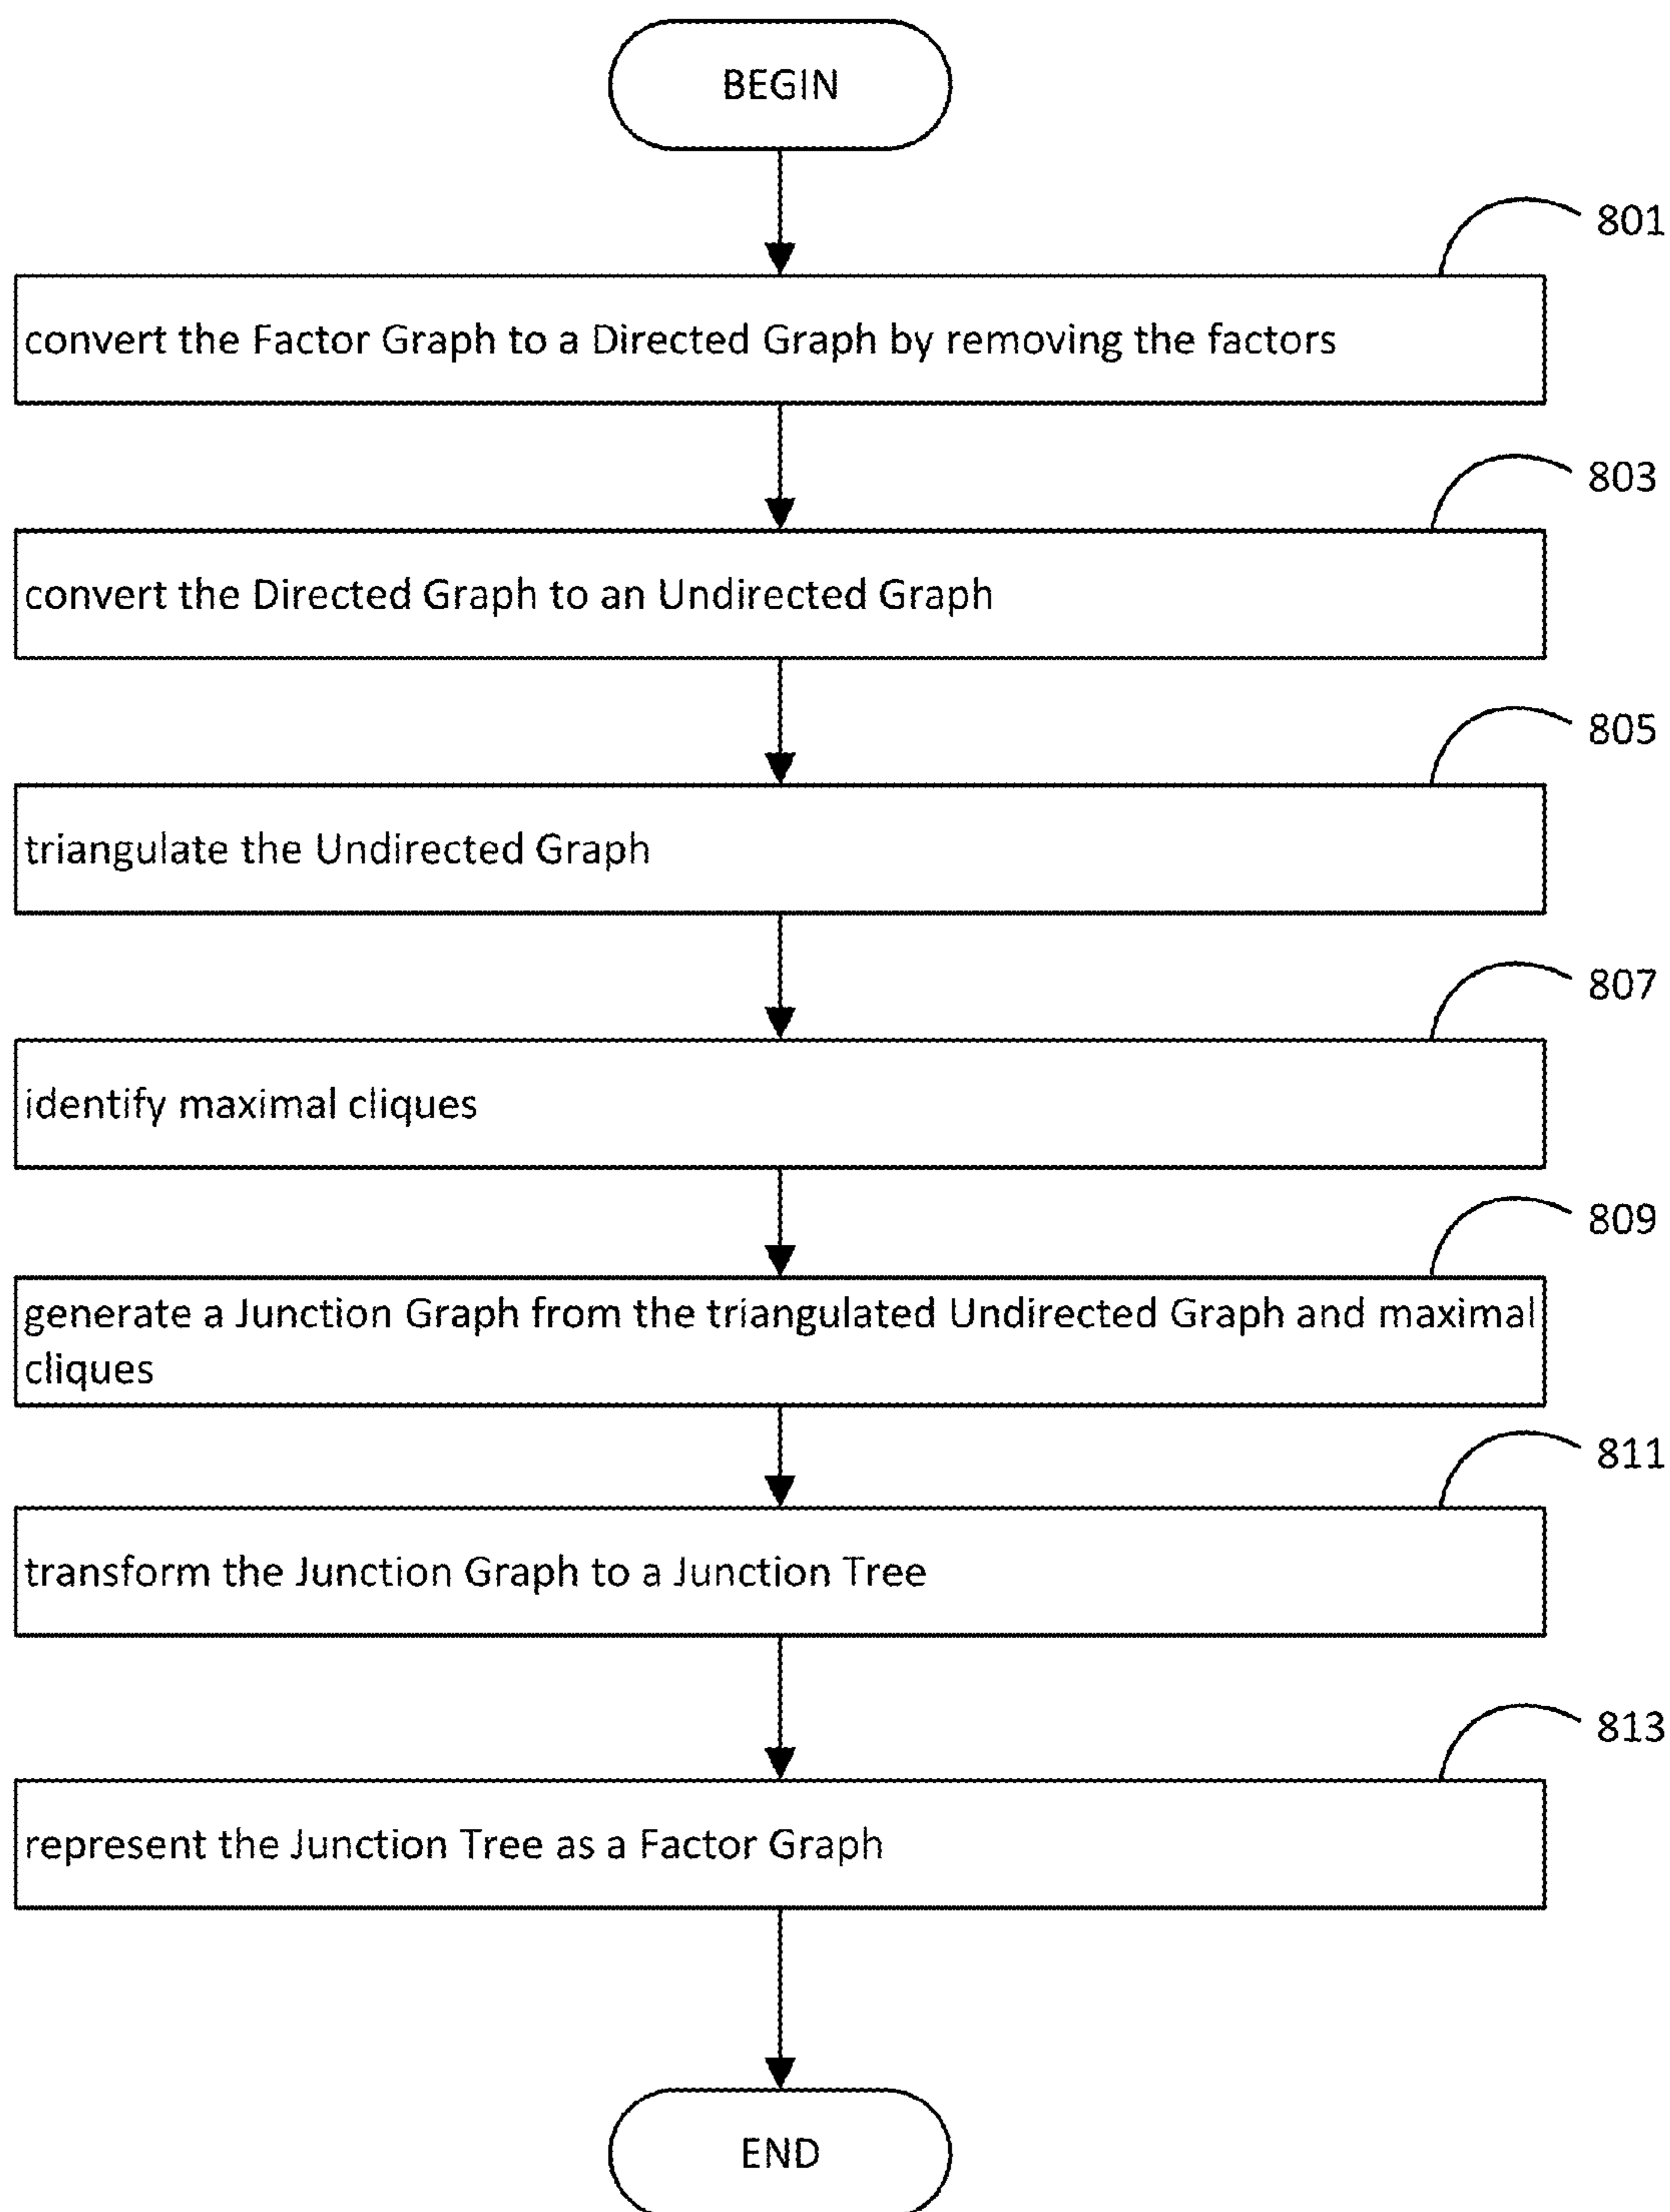 BEGIN
801
convert the Factor Graph to a Directed Graph by removing the factors
803
convert the Directed Graph to an Undirected Graph
805
triangulate the Undirected Graph
807
identify maximal cliques
809
generate a Junction Graph from the triangulated Undirected Graph and maximal
cliques
811
transform the Junction Graph to a Junction Tree
813
represent the Junction Tree as a Factor Graph
END